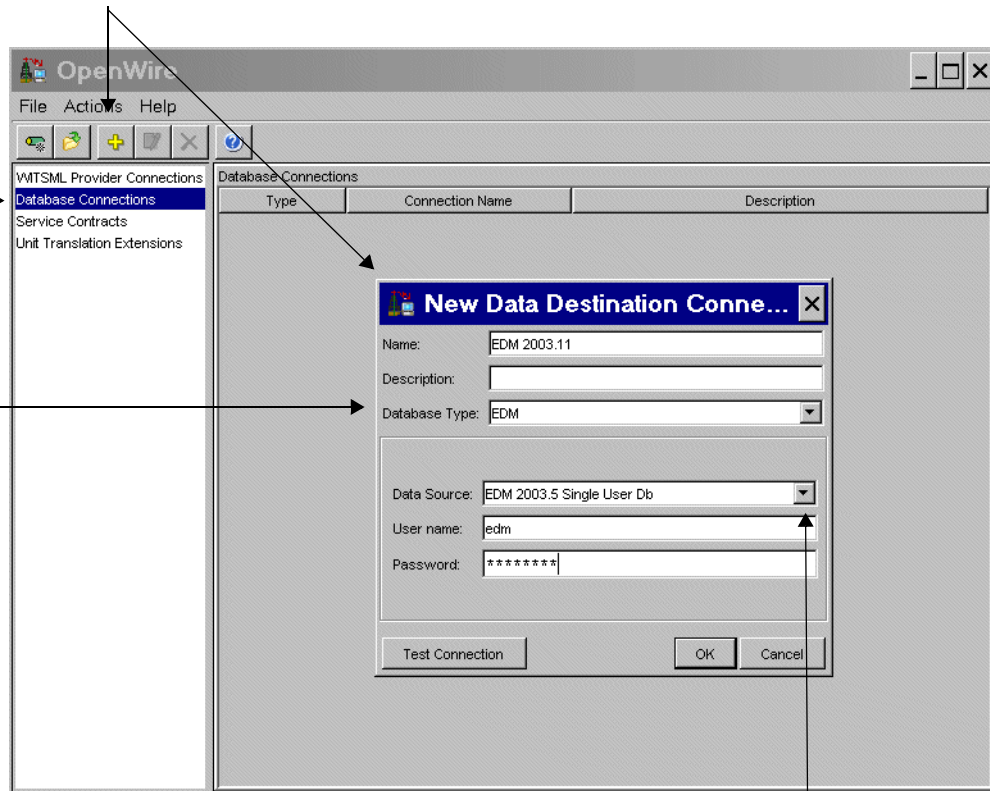 OpenWire
File Actions Help
WITSML Provider Connections
Database Connections
Service Contracts
Unit Translation Extensions
Database Connections
Type Connection Name Description
New Data Destination Conne...
Name: EDM 2003.11
Description:
Database Type: EDM
Data Source: EDM 2003.5 Single User Db
User name: edm
Password: ********
Test Connection OK Cancel